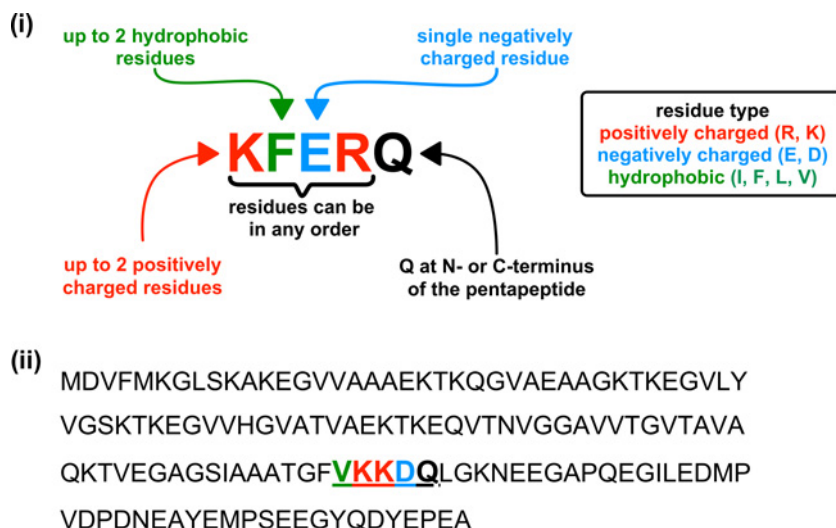 (i)
up to 2 hydrophobic
residues
single negatively
charged residue
KFERQ
residues can be
in any order
up to 2 positively
charged residues
Q at N- or C-terminus
of the pentapeptide
residue type
positively charged (R, K)
negatively charged (E, D)
hydrophobic (I, F, L, V)
(ii)
MDVFMKGLSKAKEGVVAAAEKTKQGVAEAAGKTKEGVLY
VGSKTKEGVVHGVATVAEKTKEQVTNVGGAVVTGVTAVA
QKTVEGAGSIAAATGFVKKDQLGKNEEGAPQEGILEDMP
VDPDNEAYEMPSEEGYQDYEPEA